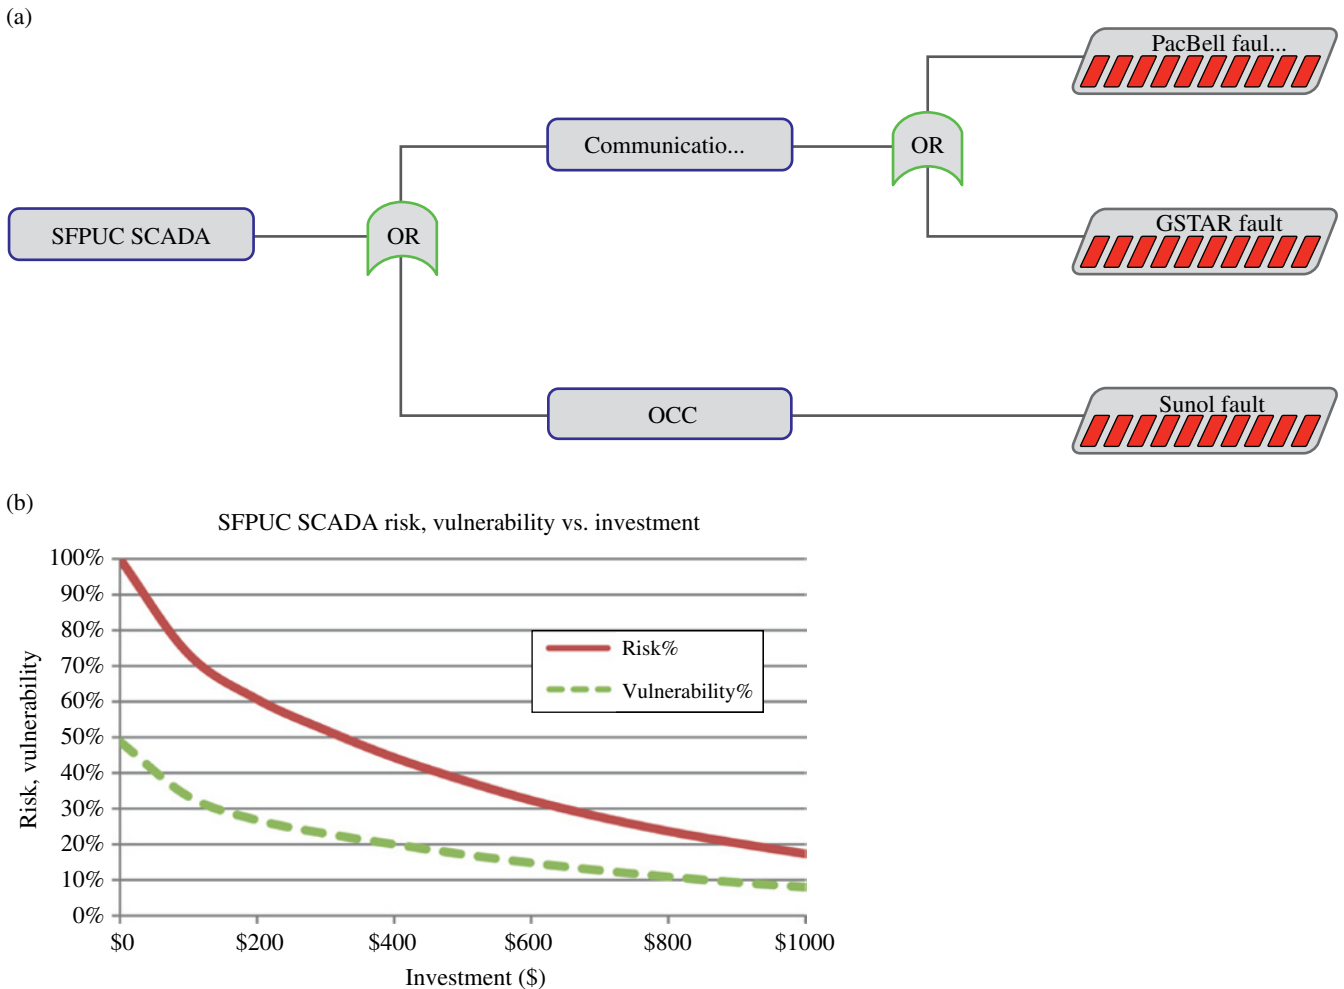 (a)
PacBell faul...
Communicatio...
OR
SFPUC SCADA
OR
GSTAR fault
OCC
Sunol fault
(b)
SFPUC SCADA risk, vulnerability vs. investment
Risk, vulnerability
100%
90%
80%
70%
60%
50%
40%
30%
20%
10%
0%
Risk%
Vulnerability%
$0 $200 $400 $600 $800 $1000
Investment ($)